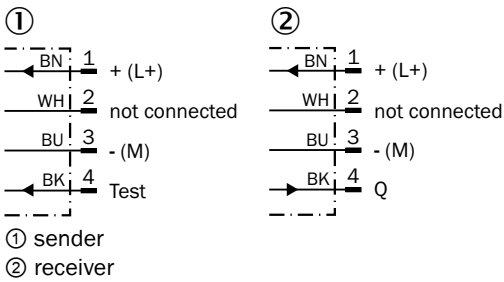 ① ②
BN 1 + (L+) BN 1 + (L+)
WH 2 not connected WH 2 not connected
BU 3 - (M) BU 3 - (M)
BK 4 Test BK 4 Q
① sender
② receiver